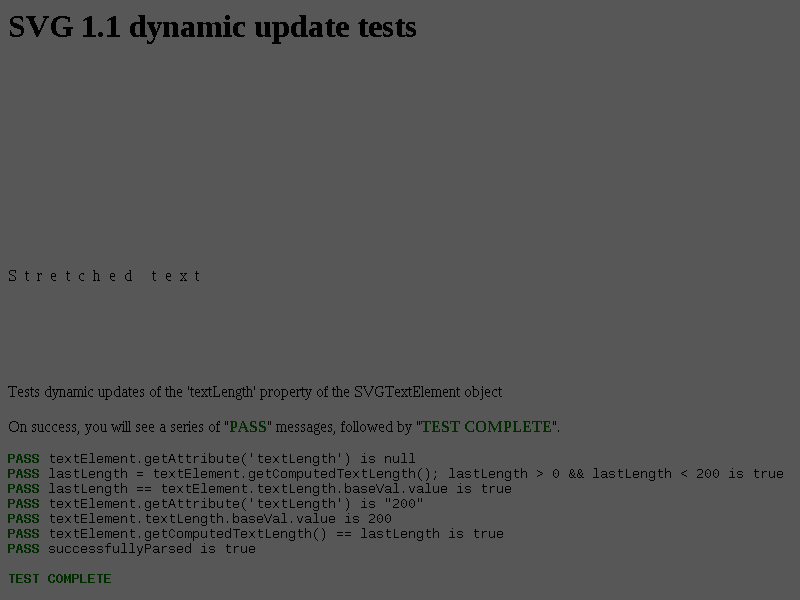 SVG 1.1 dynamic update tests
S t r e t c h e d  t e x t
Tests dynamic updates of the 'textLength' property of the SVGTextElement object
On success, you will see a series of "PASS" messages, followed by "TEST COMPLETE".
PASS textElement.getAttribute('textLength') is null
PASS lastLength = textElement.getComputedTextLength(); lastLength > 0 && lastLength < 200 is true
PASS lastLength == textElement.textLength.baseVal.value is true
PASS textElement.getAttribute('textLength') is "200"
PASS textElement.textLength.baseVal.value is 200
PASS textElement.getComputedTextLength() == lastLength is true
PASS successfullyParsed is true
TEST COMPLETE